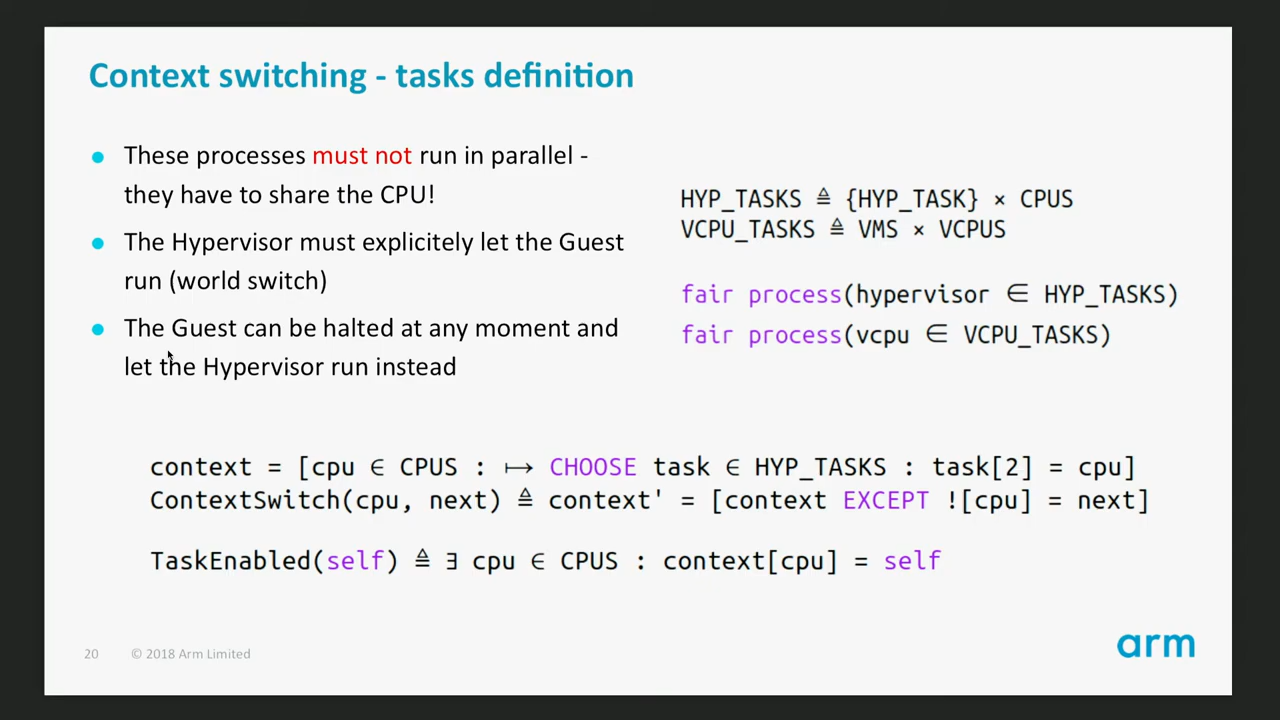 Context switching - tasks definition
These processes must not run in parallel -
they have to share the CPU!
The Hypervisor must explicitely let the Guest
run (world switch)
The Guest can be halted at any moment and
let the Hypervisor run instead
HYP_TASKS ≜ {HYP_TASK} × CPUS
VCPU_TASKS ≜ VMS × VCPUS
fair process(hypervisor ∈ HYP_TASKS)
fair process(vcpu ∈ VCPU_TASKS)
context = [cpu ∈ CPUS : ↦ CHOOSE task ∈ HYP_TASKS : task[2] = cpu]
ContextSwitch(cpu, next) ≜ context' = [context EXCEPT ![cpu] = next]
TaskEnabled(self) ≜ ∃ cpu ∈ CPUS : context[cpu] = self
20 © 2018 Arm Limited
arm